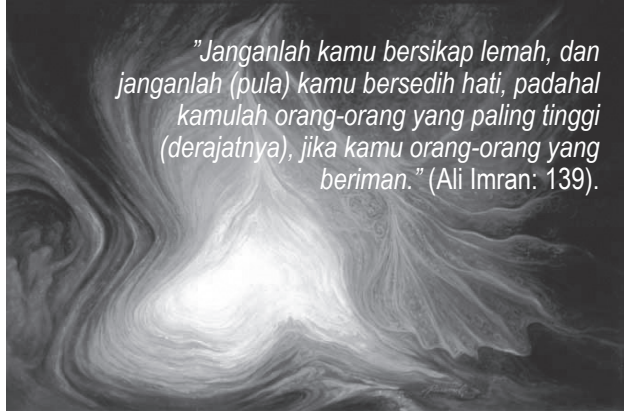 ”Janganlah kamu bersikap lemah, dan
janganlah (pula) kamu bersedih hati, padahal
kamulah orang-orang yang paling tinggi
(derajatnya), jika kamu orang-orang yang
beriman.” (Ali Imran: 139).